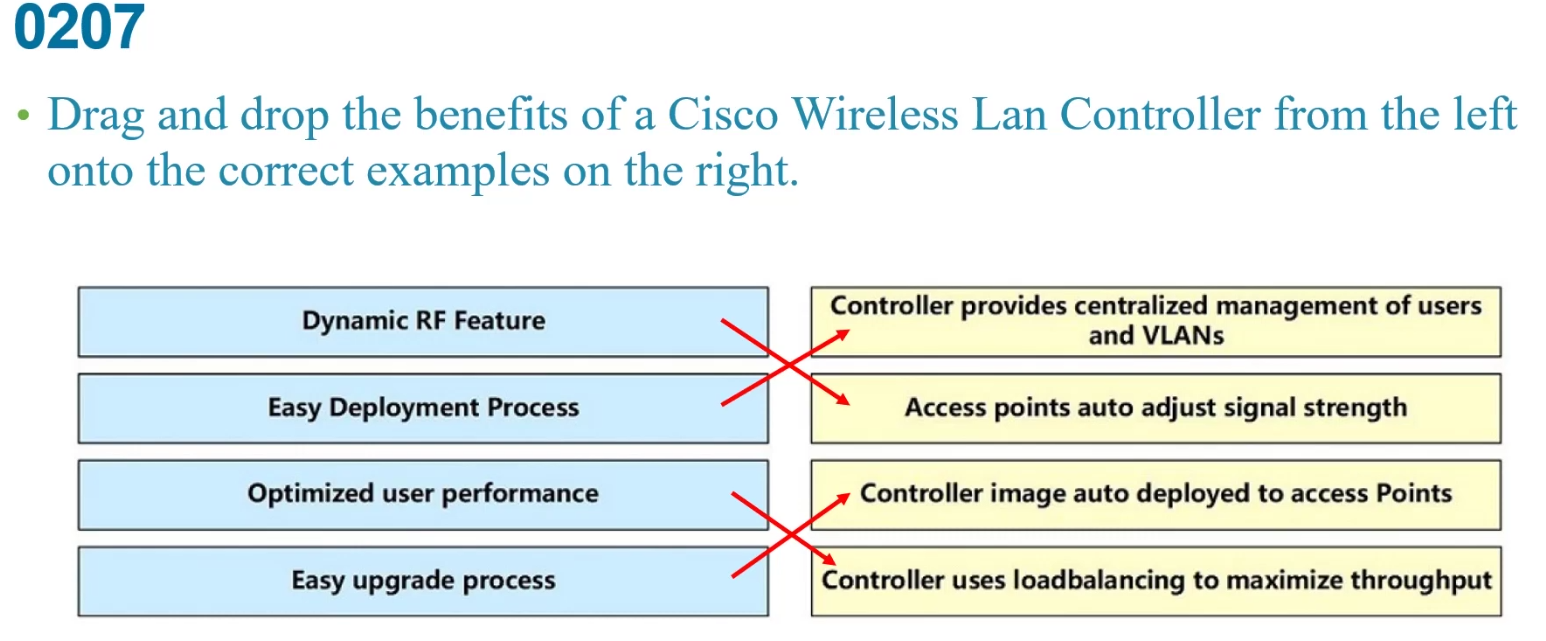 0207
• Drag and drop the benefits of a Cisco Wireless Lan Controller from the left
onto the correct examples on the right.
Dynamic RF Feature
Controller provides centralized management of users
and VLANs
Easy Deployment Process
Access points auto adjust signal strength
Optimized user performance
Controller image auto deployed to access Points
Easy upgrade process
Controller uses loadbalancing to maximize throughput